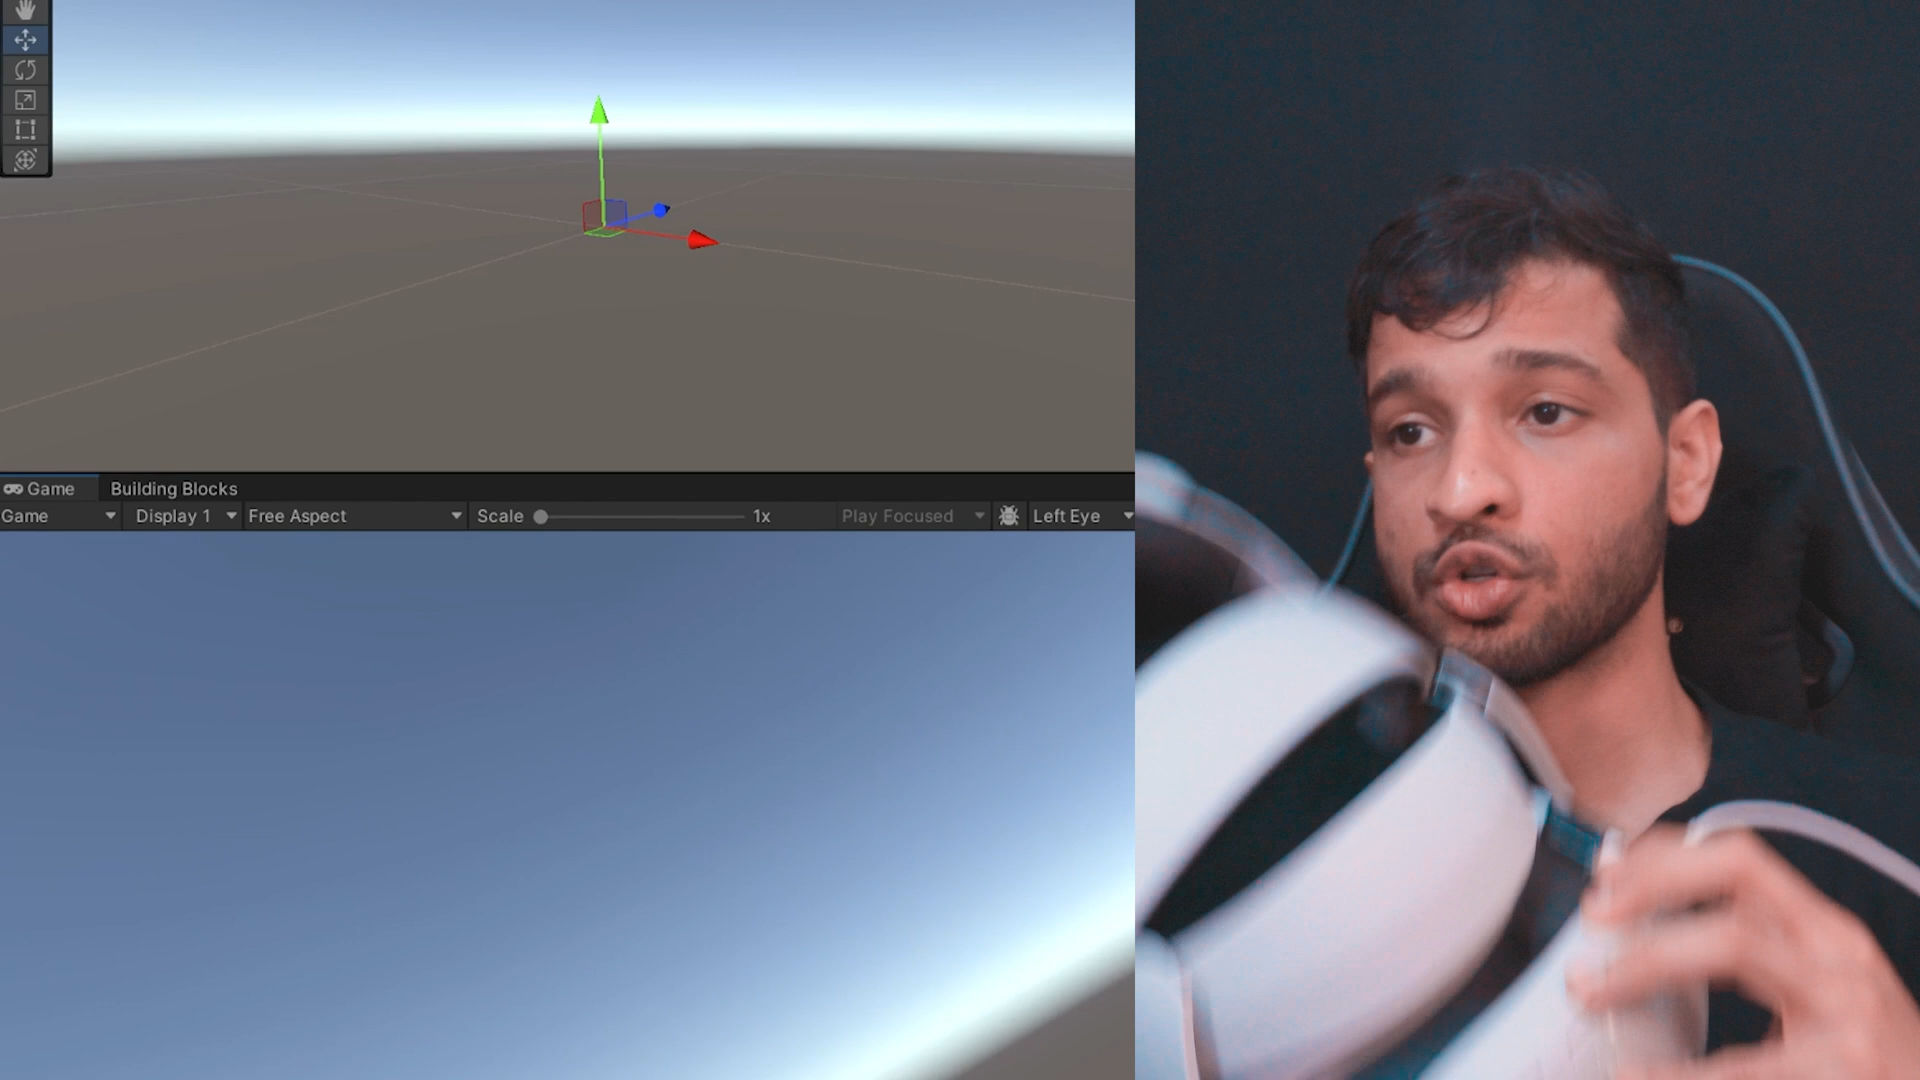 Game Building Blocks
Game Display 1 Free Aspect Scale 1x Play Focused Left Eye